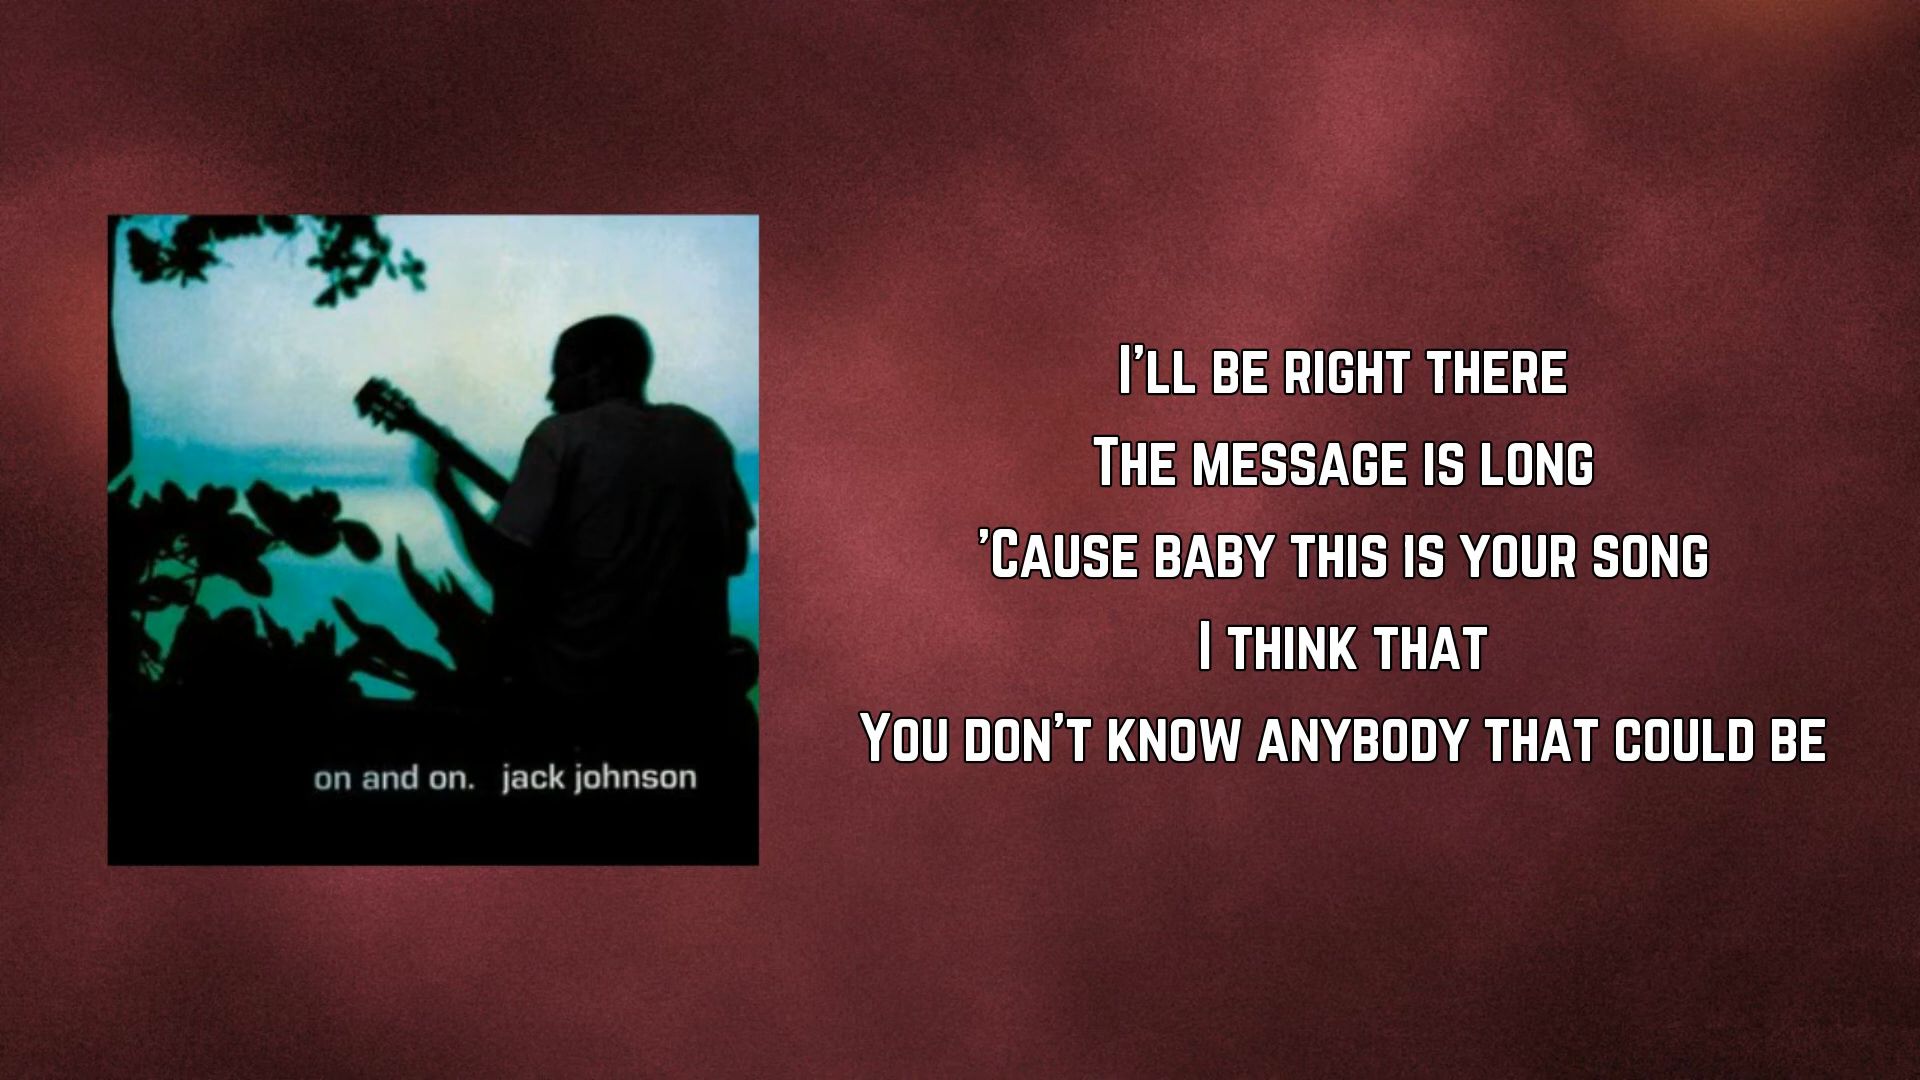 I'll be right there
The message is long
'Cause baby this is your song
I think that
You don't know anybody that could be
on and on. jack johnson